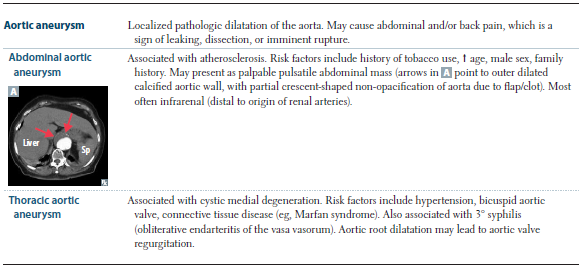 Aortic aneurysm
Localized pathologic dilatation of the aorta. May cause abdominal and/or back pain, which is a
sign of leaking, dissection, or imminent rupture.
Abdominal aortic
aneurysm
Associated with atherosclerosis. Risk factors include history of tobacco use, ↑ age, male sex, family
history. May present as palpable pulsatile abdominal mass (arrows in A point to outer dilated
calcified aortic wall, with partial crescent-shaped non-opacification of aorta due to flap/clot). Most
often infrarenal (distal to origin of renal arteries).
A
Liver
Sp
Thoracic aortic
aneurysm
Associated with cystic medial degeneration. Risk factors include hypertension, bicuspid aortic
valve, connective tissue disease (eg, Marfan syndrome). Also associated with 3° syphilis
(obliterative endarteritis of the vasa vasorum). Aortic root dilatation may lead to aortic valve
regurgitation.